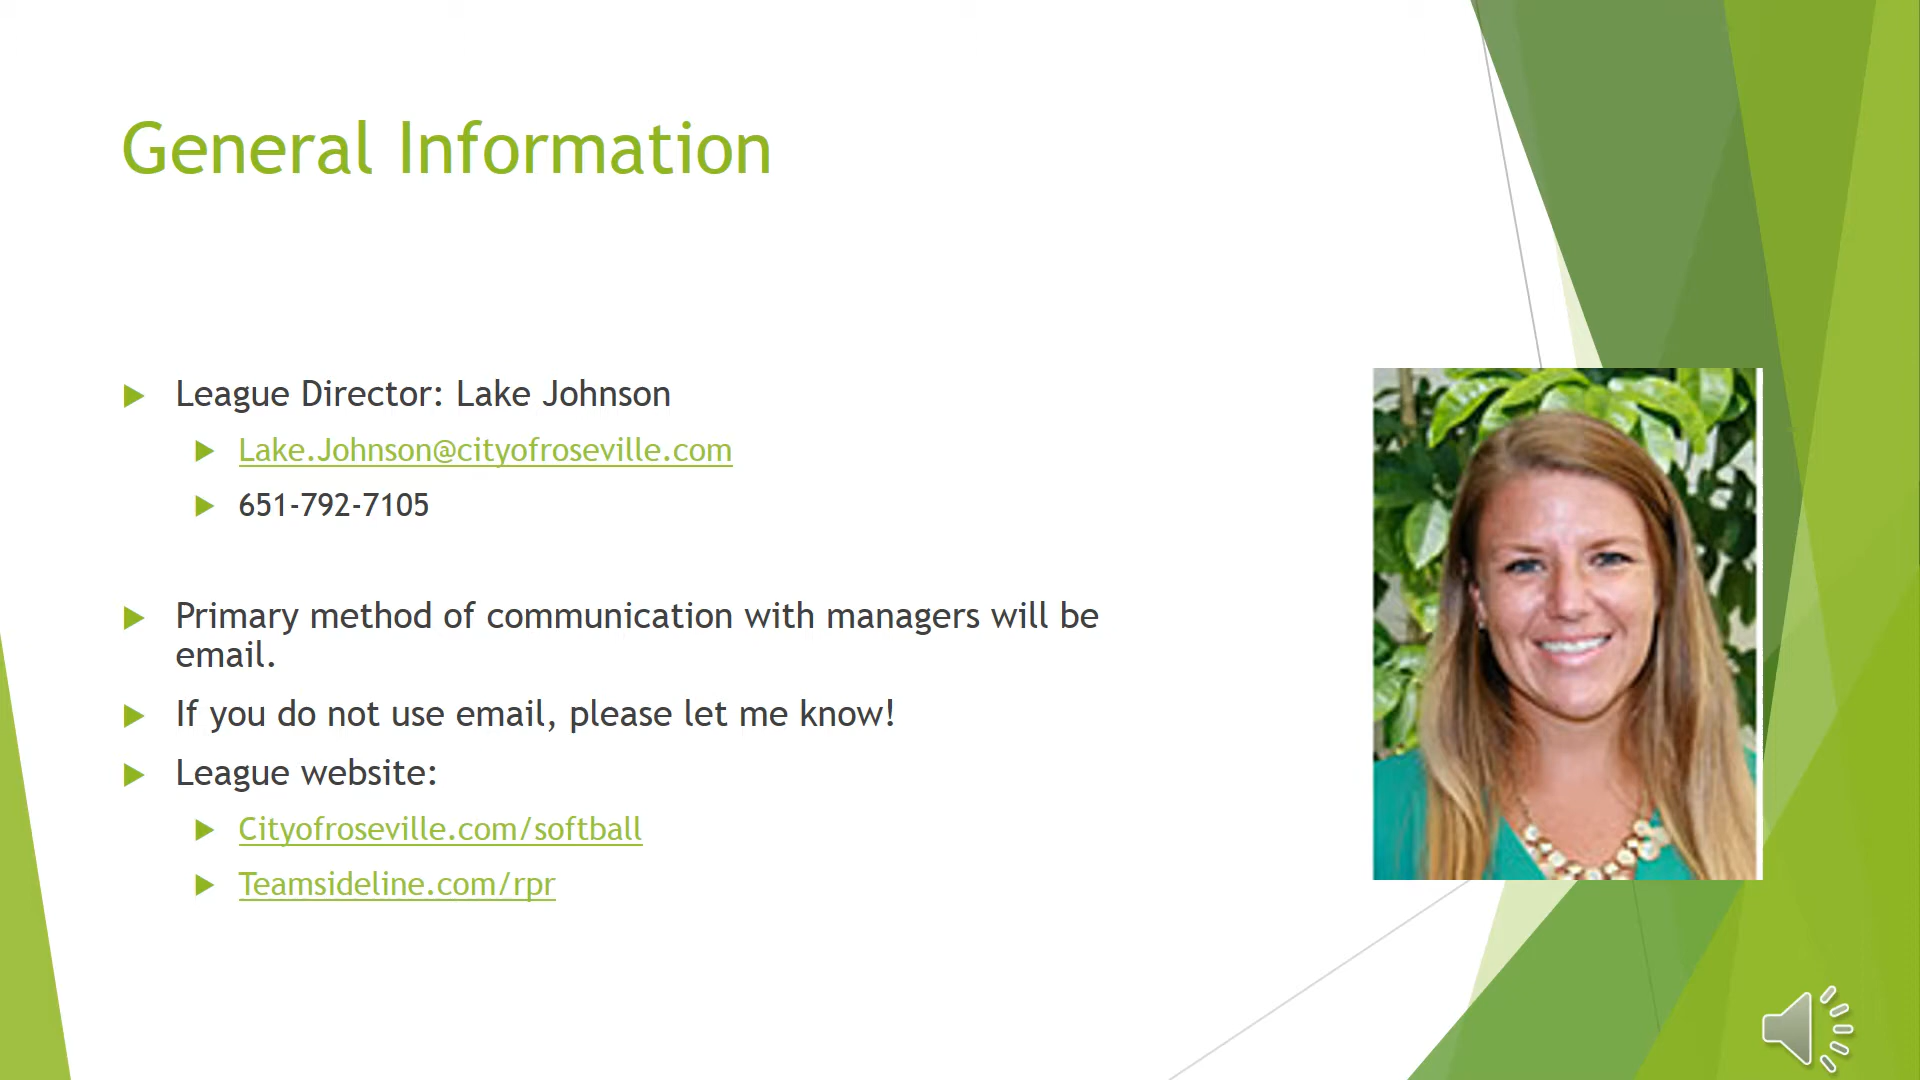 General Information
League Director: Lake Johnson
Lake.Johnson@cityofroseville.com
651-792-7105
Primary method of communication with managers will be
email.
If you do not use email, please let me know!
League website:
Cityofroseville.com/softball
Teamsideline.com/rpr